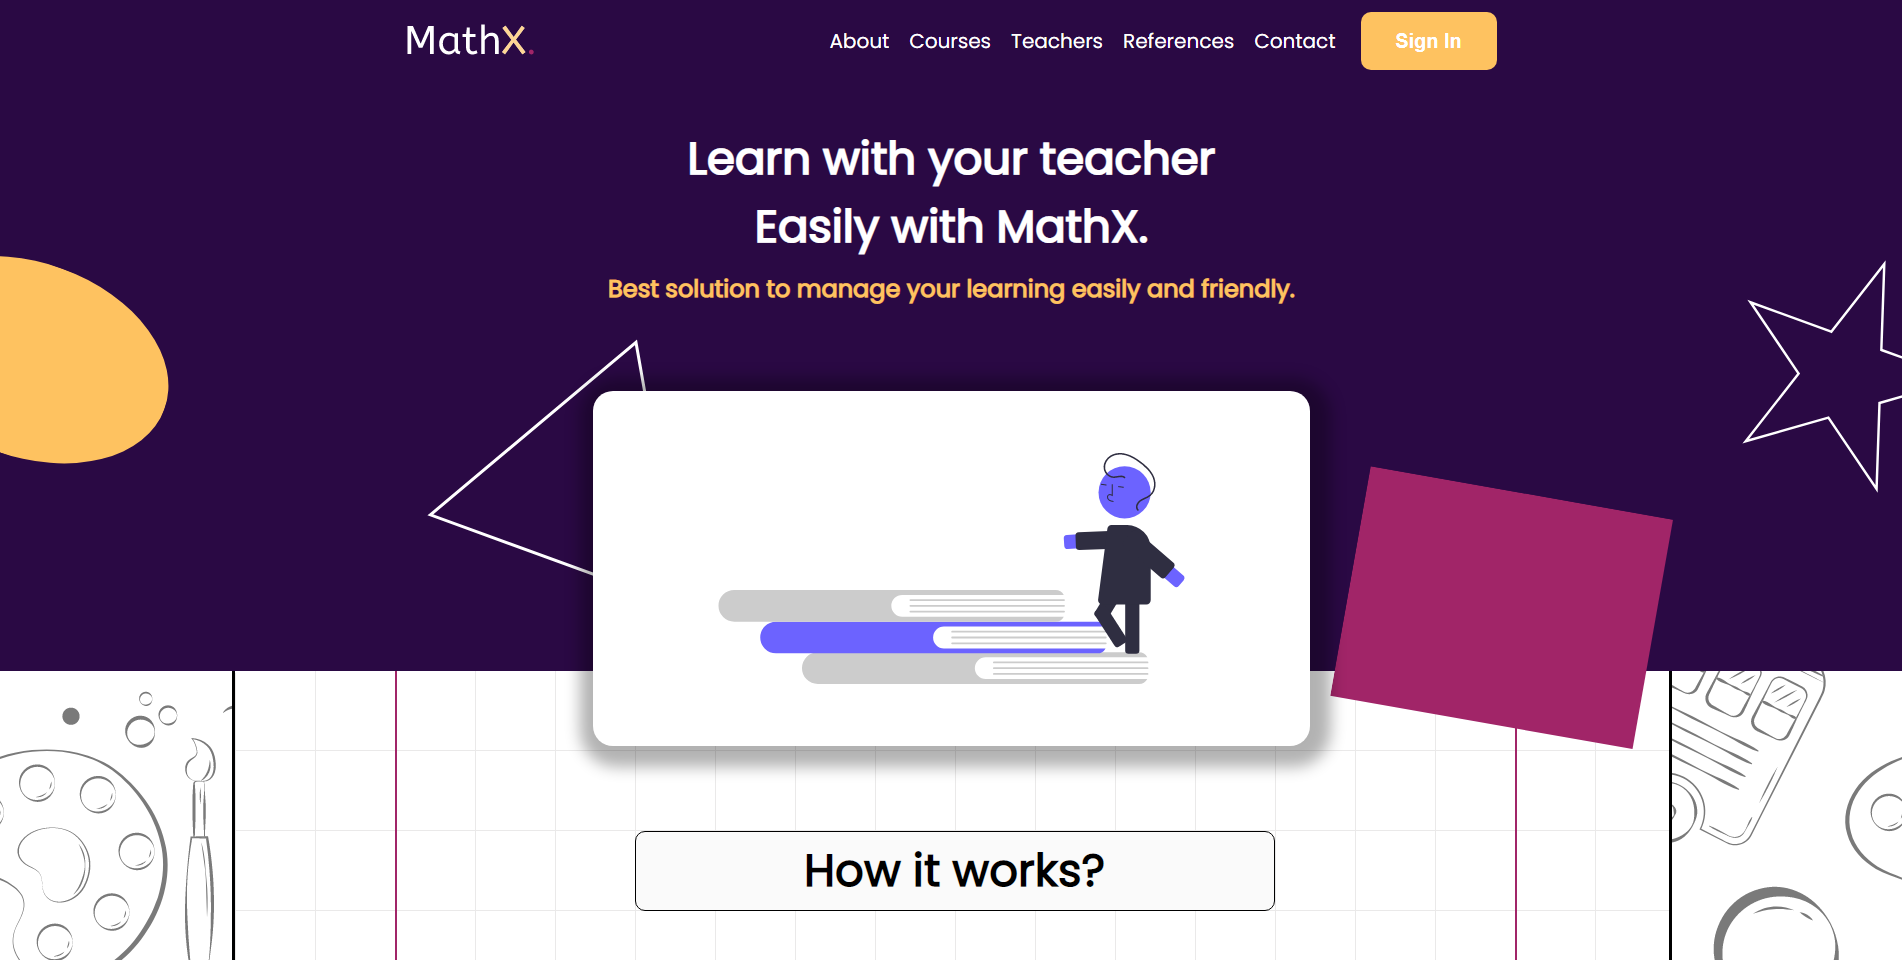 MathX.
About Courses Teachers References Contact Sign In
Learn with your teacher
Easily with MathX.
Best solution to manage your learning easily and friendly.
How it works?